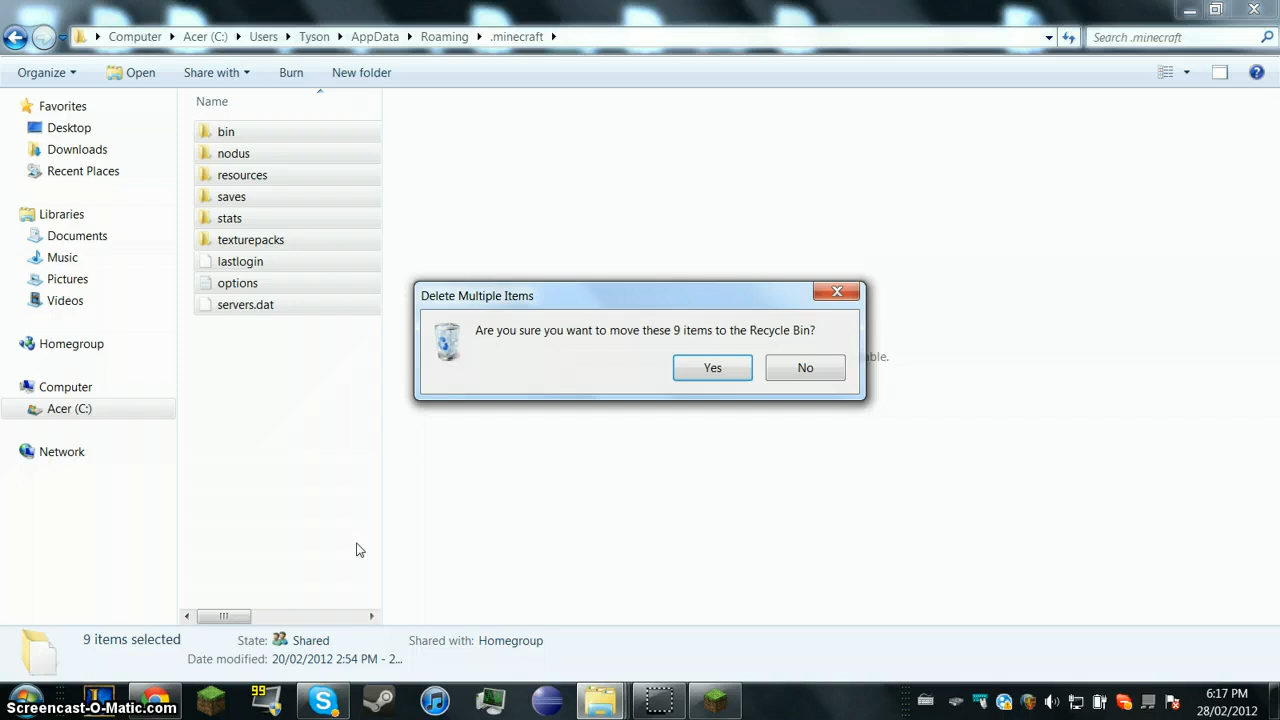 Computer
Acer (C:)
Users
Tyson
AppData
Roaming
.minecraft
Search .minecraft
Organize
Open
Share with
Burn
New folder
Favorites
Desktop
Downloads
Recent Places
Libraries
Documents
Music
Pictures
Videos
Homegroup
Computer
Acer (C:)
Network
Name
bin
nodus
resources
saves
stats
texturepacks
lastlogin
options
servers.dat
Delete Multiple Items
Are you sure you want to move these 9 items to the Recycle Bin?
Yes
No
able.
9 items selected
State: Shared
Shared with: Homegroup
Date modified: 20/02/2012 2:54 PM - 2...
99
6:17 PM
28/02/2012
Screencast-O-Matic.com